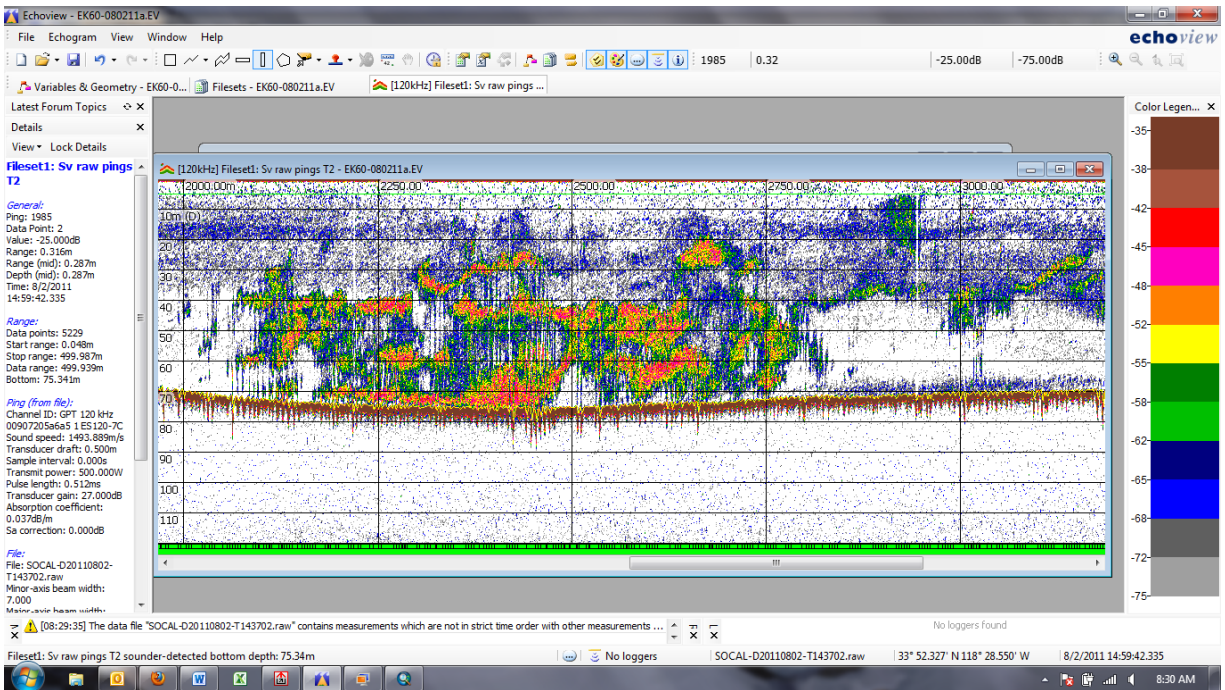 Echoview - EK60-080211a.EV
File Echogram View Window Help
echoview
1985 0.32 -25.00dB -75.00dB
Variables & Geometry - EK60-0... Filesets - EK60-080211a.EV [120kHz] Fileset1: Sv raw pings ...
Latest Forum Topics
Details
View Lock Details
Fileset1: Sv raw pings T2
General:
Ping: 1985
Data Point: 2
Value: -25.000dB
Range: 0.316m
Range (mid): 0.287m
Depth (mid): 0.287m
Time: 8/2/2011
14:59:42.335
Range:
Data points: 5229
Start range: 0.048m
Stop range: 499.987m
Data range: 499.939m
Bottom: 75.341m
Ping (from file):
Channel ID: GPT 120 kHz
00907205a6a5 1 ES120-7C
Sound speed: 1493.889m/s
Transducer draft: 0.500m
Sample interval: 0.000s
Transmit power: 500.000W
Pulse length: 0.512ms
Transducer gain: 27.000dB
Absorption coefficient:
0.037dB/m
Sa correction: 0.000dB
File:
File: SOCAL-D20110802-
T143702.raw
Minor-axis beam width:
7.000
Major-axis beam width:
[120kHz] Fileset1: Sv raw pings T2 - EK60-080211a.EV
2000.00m 2250.00 2500.00 2750.00 3000.00
10m (D)
20
30
40
50
60
70
80
90
100
110
Color Legen...
-35
-38
-42
-45
-48
-52
-55
-58
-62
-65
-68
-72
-75
[08:29:35] The data file "SOCAL-D20110802-T143702.raw" contains measurements which are not in strict time order with other measurements ...
No loggers found
Fileset1: Sv raw pings T2 sounder-detected bottom depth: 75.34m No loggers SOCAL-D20110802-T143702.raw 33° 52.327' N 118° 28.550' W 8/2/2011 14:59:42.335
8:30 AM